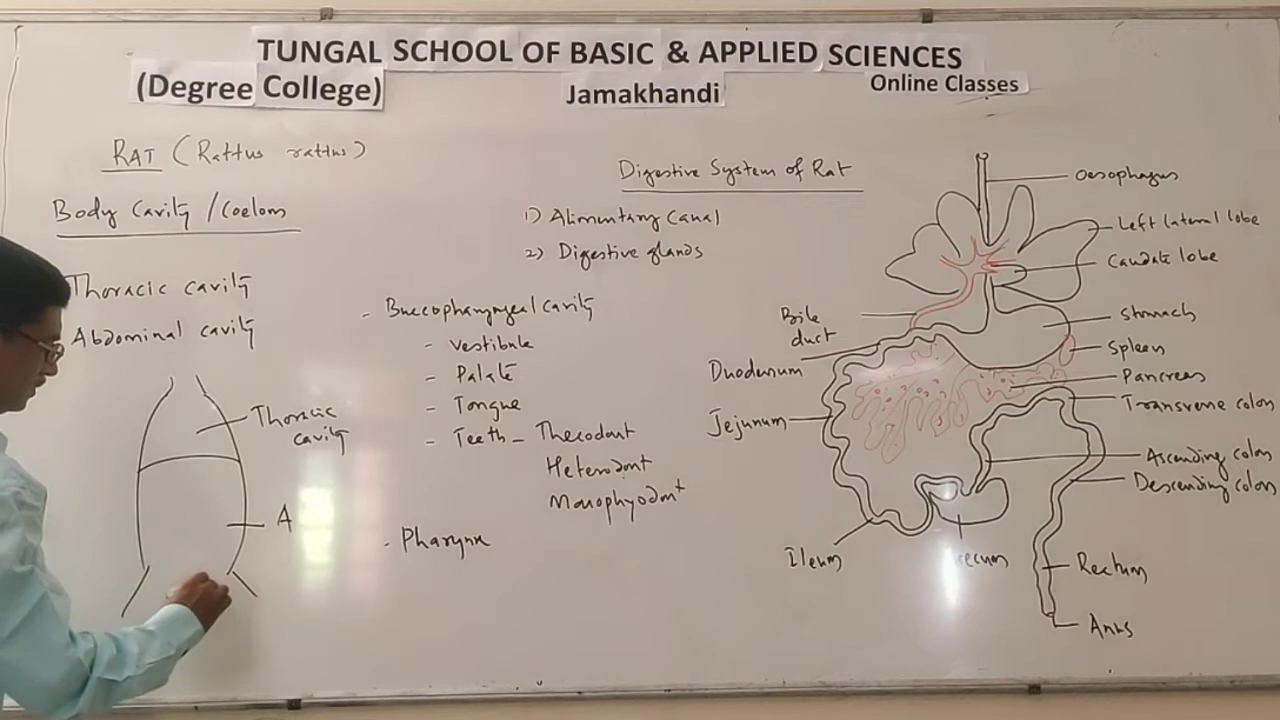 TUNGAL SCHOOL OF BASIC & APPLIED SCIENCES
(Degree College)
Jamakhandi
Online Classes
RAT (Rattus rattus)
Body Cavity / Coelom
Thoracic cavity
Abdominal cavity
Thoracic
cavity
A
Digestive System of Rat
1) Alimentary Canal
2) Digestive glands
- Buccopharyngeal cavity
- Vestibule
- Palate
- Tongue
- Teeth - Thecodont
Heterodont
Monophyodont
- Pharynx
Oesophagus
Left lateral lobe
Caudate lobe
Bile
duct
Stomach
Spleen
Duodenum
Pancreas
Transverse colon
Jejunum
Ascending colon
Descending colon
Ileum
Rectum
Anus